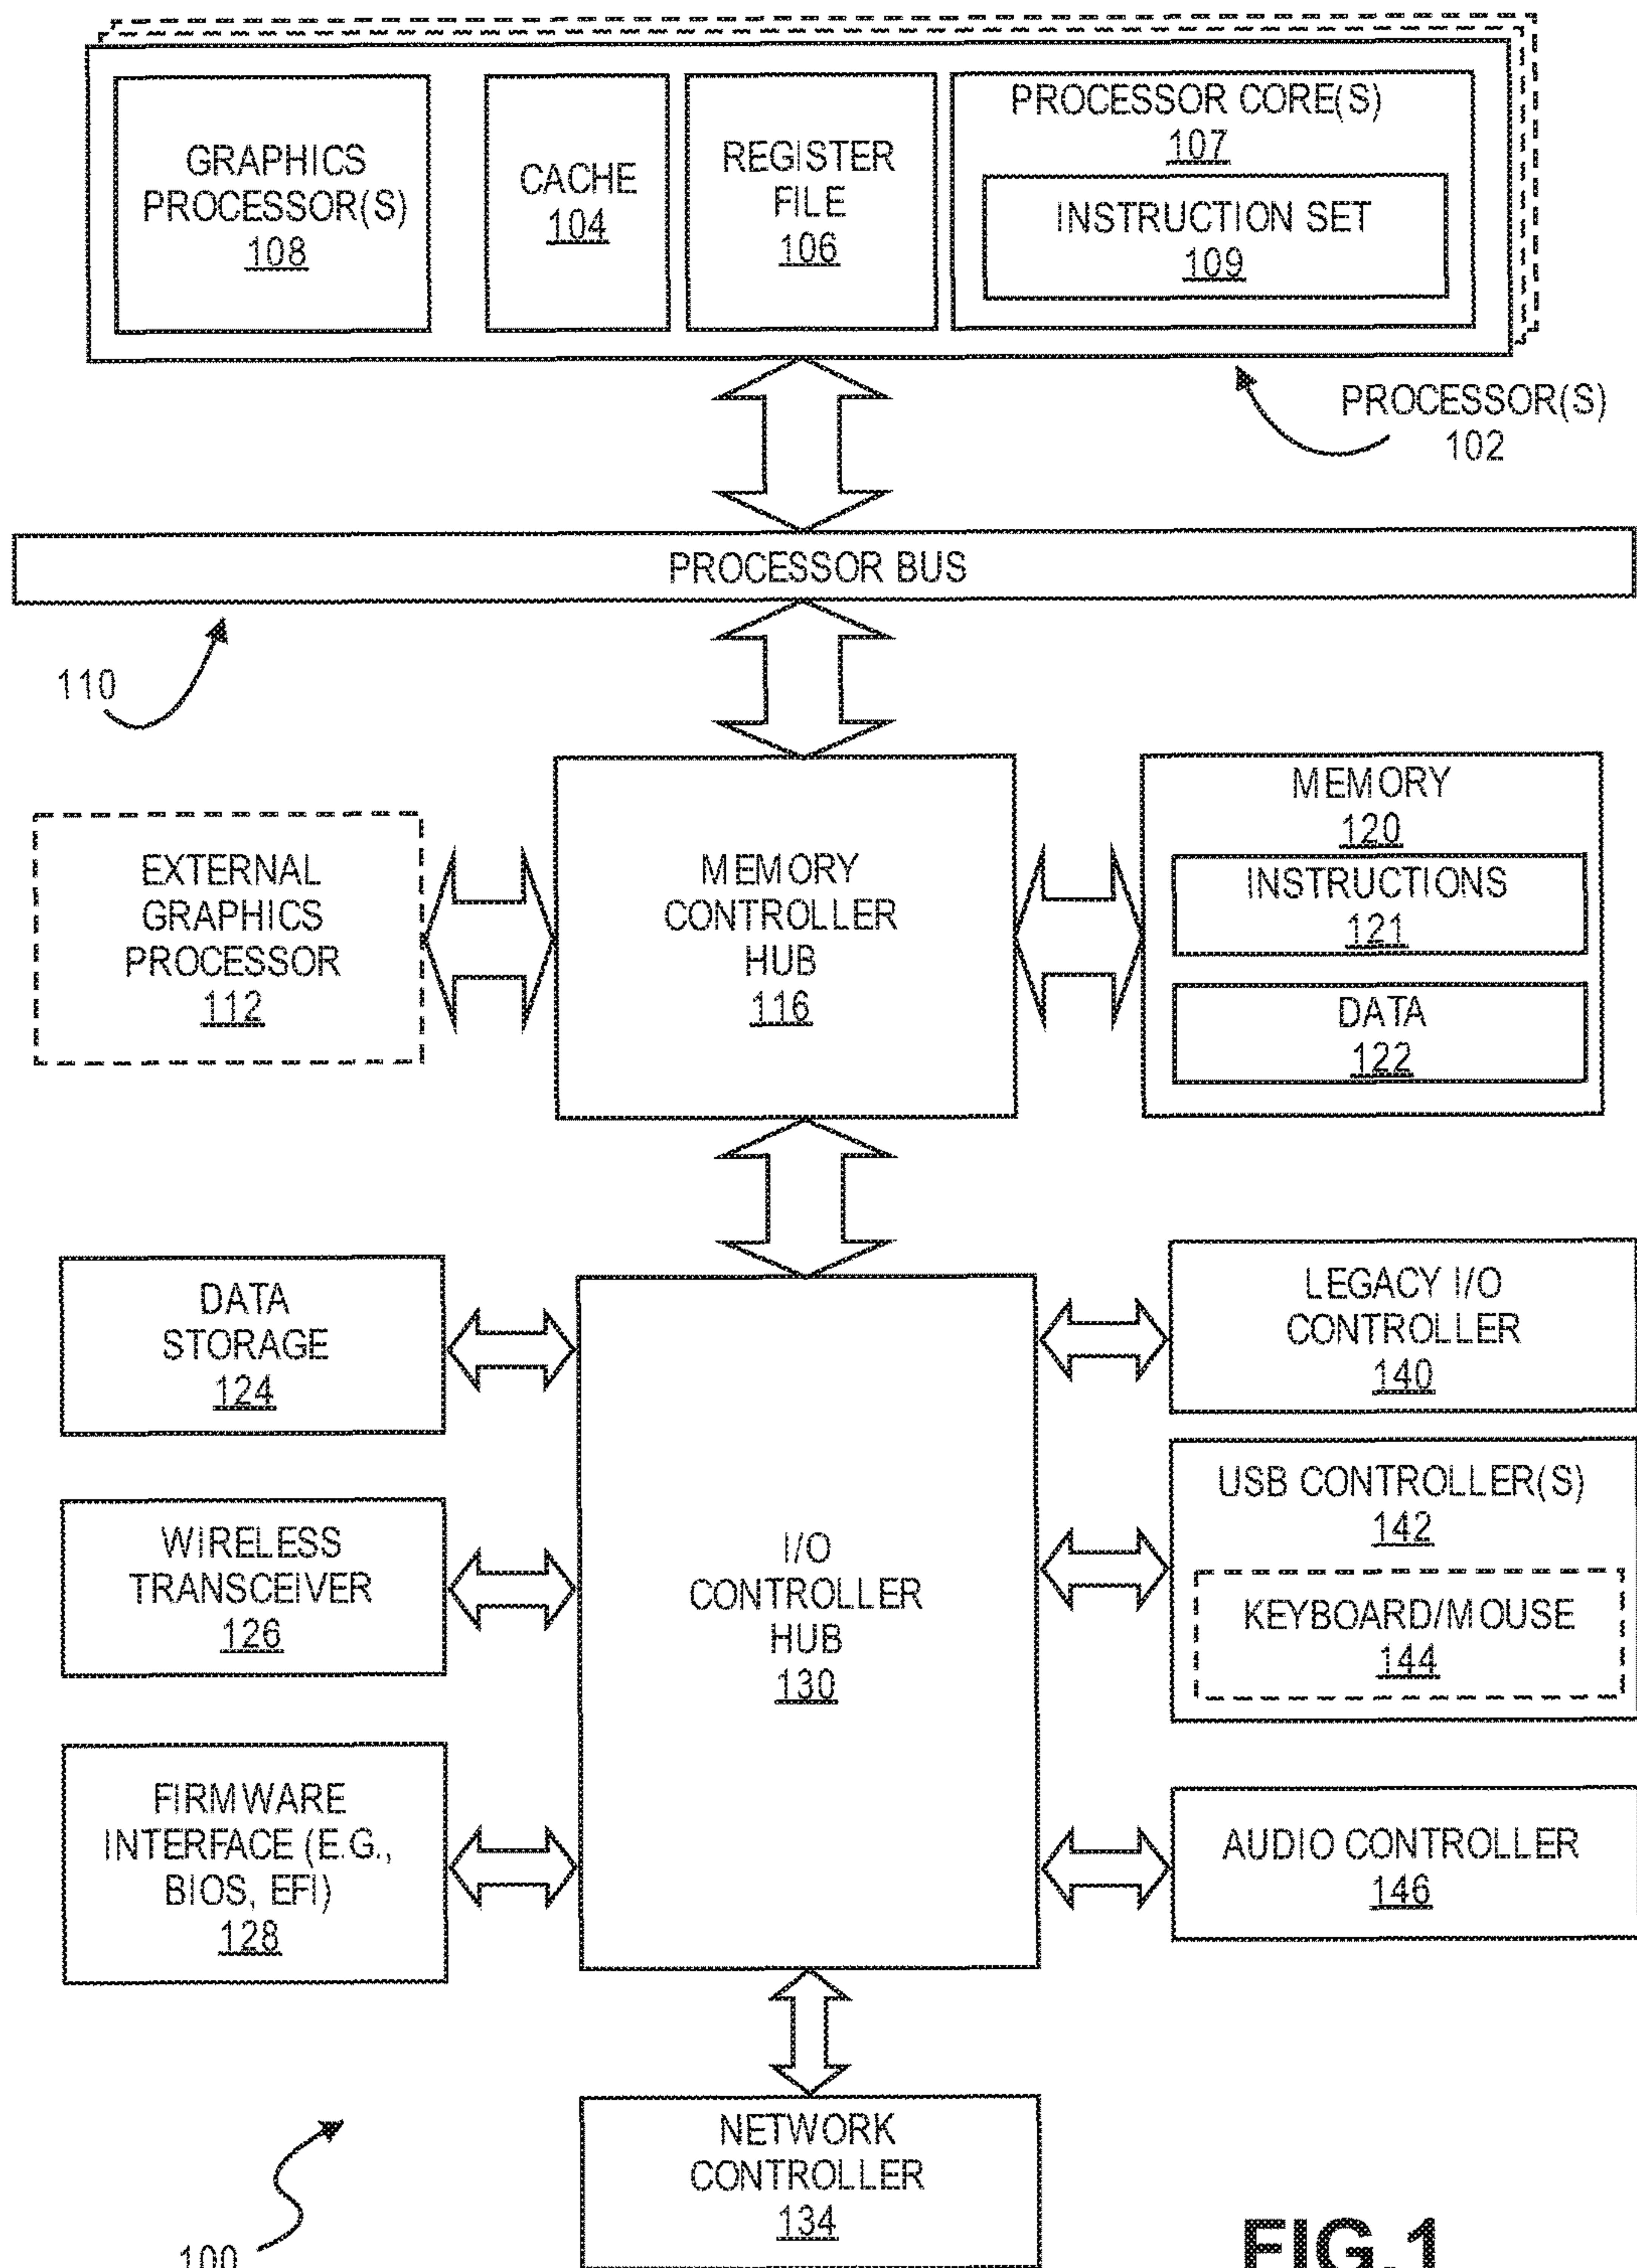 GRAPHICS
PROCESSOR(S)
108
CACHE
104
REGISTER
FILE
106
PROCESSOR CORE(S)
107
INSTRUCTION SET
109
PROCESSOR(S)
102
PROCESSOR BUS
110
EXTERNAL
GRAPHICS
PROCESSOR
112
MEMORY
CONTROLLER
HUB
116
MEMORY
120
INSTRUCTIONS
121
DATA
122
DATA
STORAGE
124
WIRELESS
TRANSCEIVER
126
FIRMWARE
INTERFACE (E.G.,
BIOS, EFI)
128
I/O
CONTROLLER
HUB
130
LEGACY I/O
CONTROLLER
140
USB CONTROLLER(S)
142
KEYBOARD/MOUSE
144
AUDIO CONTROLLER
146
NETWORK
CONTROLLER
134
100
FIG. 1